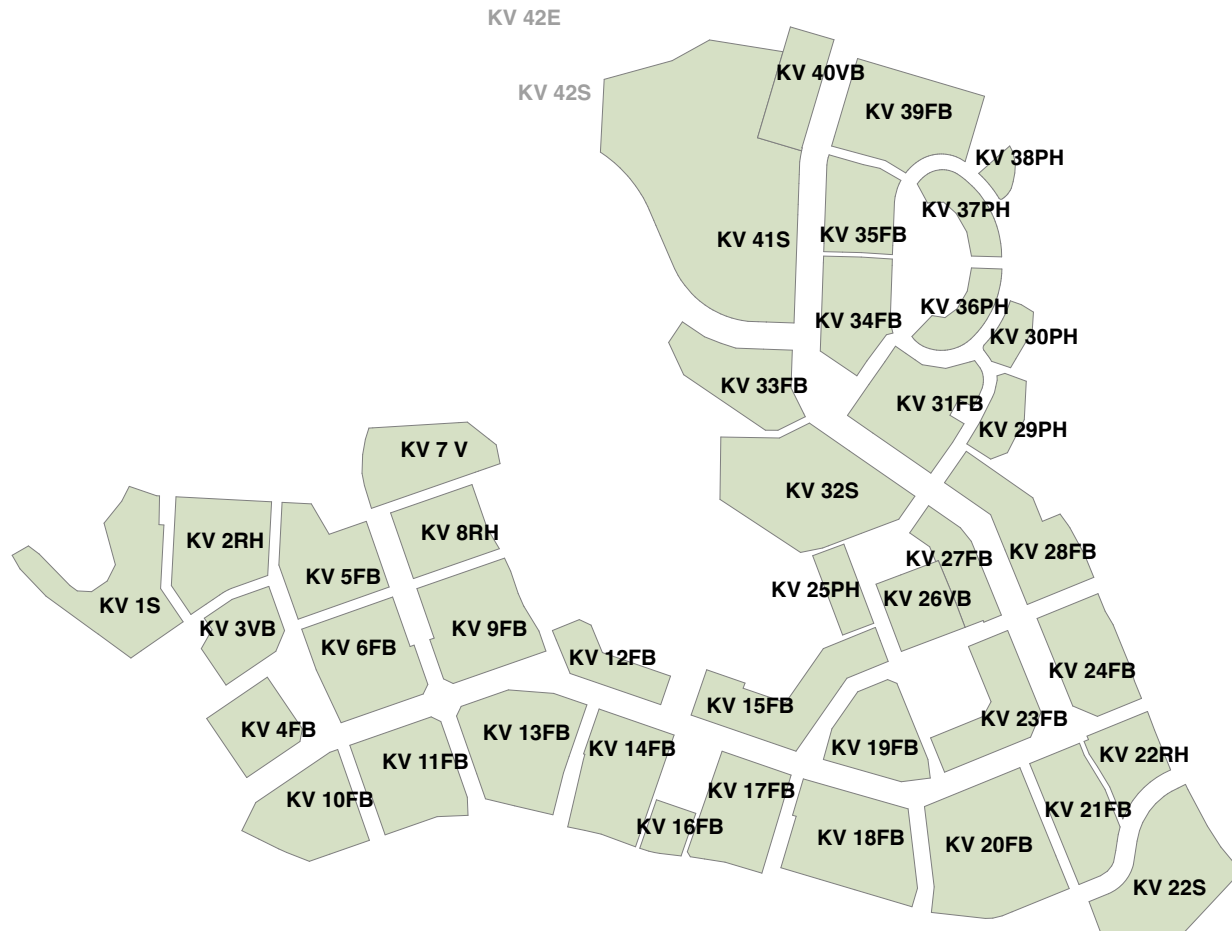 KV 42E
KV 42S
KV 40VB
KV 39FB
KV 38PH
KV 37PH
KV 41S
KV 35FB
KV 36PH
KV 34FB
KV 30PH
KV 33FB
KV 31FB
KV 29PH
KV 7 V
KV 32S
KV 8RH
KV 2RH
KV 28FB
KV 27FB
KV 5FB
KV 25PH
KV 26VB
KV 1S
KV 3VB
KV 9FB
KV 6FB
KV 12FB
KV 24FB
KV 15FB
KV 23FB
KV 4FB
KV 13FB
KV 14FB
KV 19FB
KV 22RH
KV 11FB
KV 17FB
KV 10FB
KV 21FB
KV 16FB
KV 18FB
KV 20FB
KV 22S